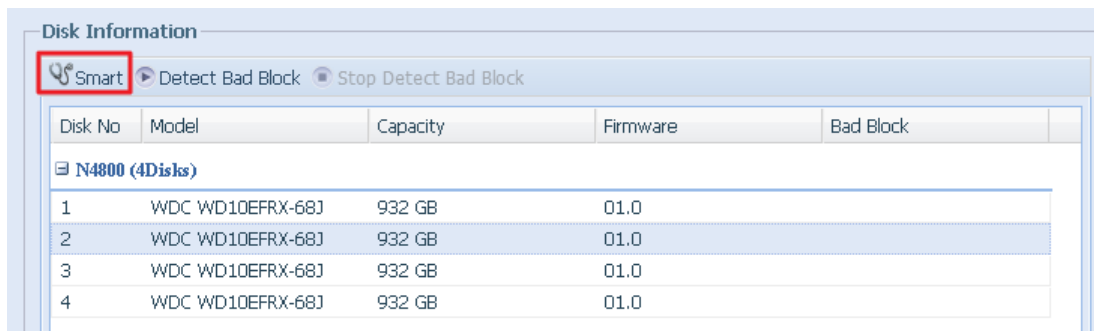 Disk Information
Smart Detect Bad Block Stop Detect Bad Block
Disk No Model Capacity Firmware Bad Block
N4800 (4Disks)
1 WDC WD10EFRX-68J 932 GB 01.0
2 WDC WD10EFRX-68J 932 GB 01.0
3 WDC WD10EFRX-68J 932 GB 01.0
4 WDC WD10EFRX-68J 932 GB 01.0